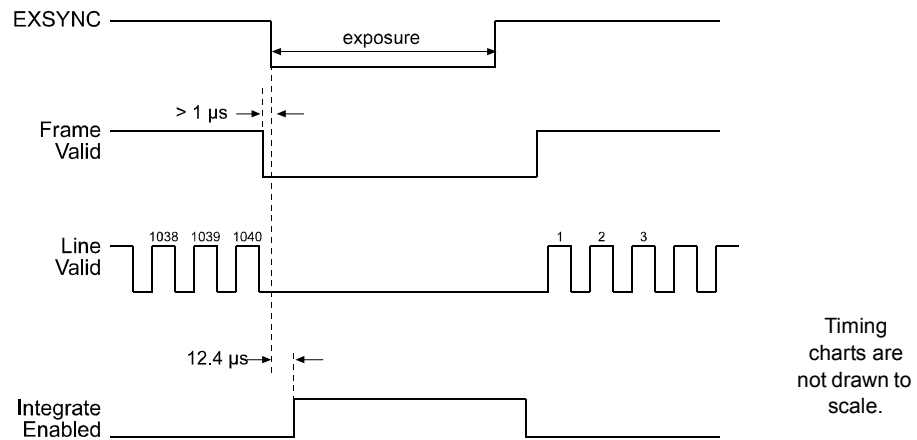 EXSYNC
exposure
> 1 µs
Frame
Valid
1038 1039 1040
1 2 3
Line
Valid
12.4 µs
Timing
charts are
not drawn to
scale.
Integrate
Enabled